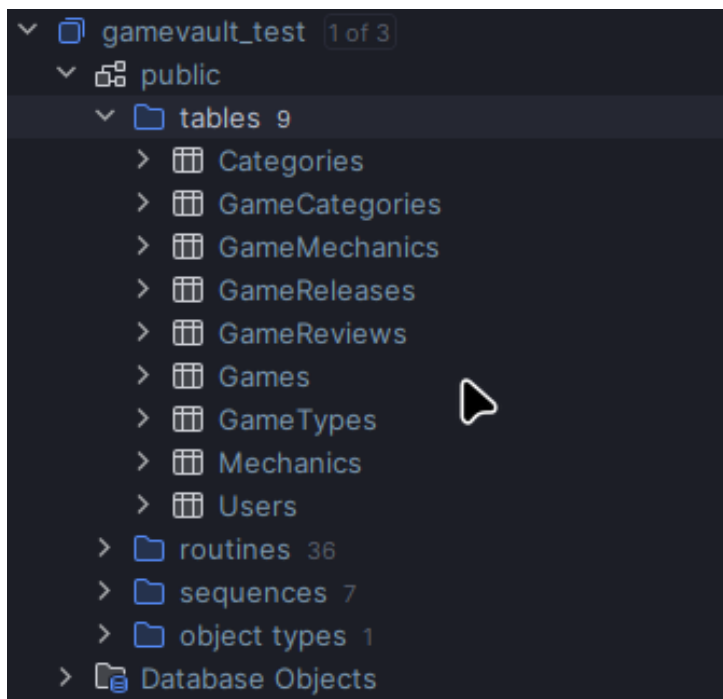 gamevault_test 1 of 3
public
tables 9
Categories
GameCategories
GameMechanics
GameReleases
GameReviews
Games
GameTypes
Mechanics
Users
routines 36
sequences 7
object types 1
Database Objects